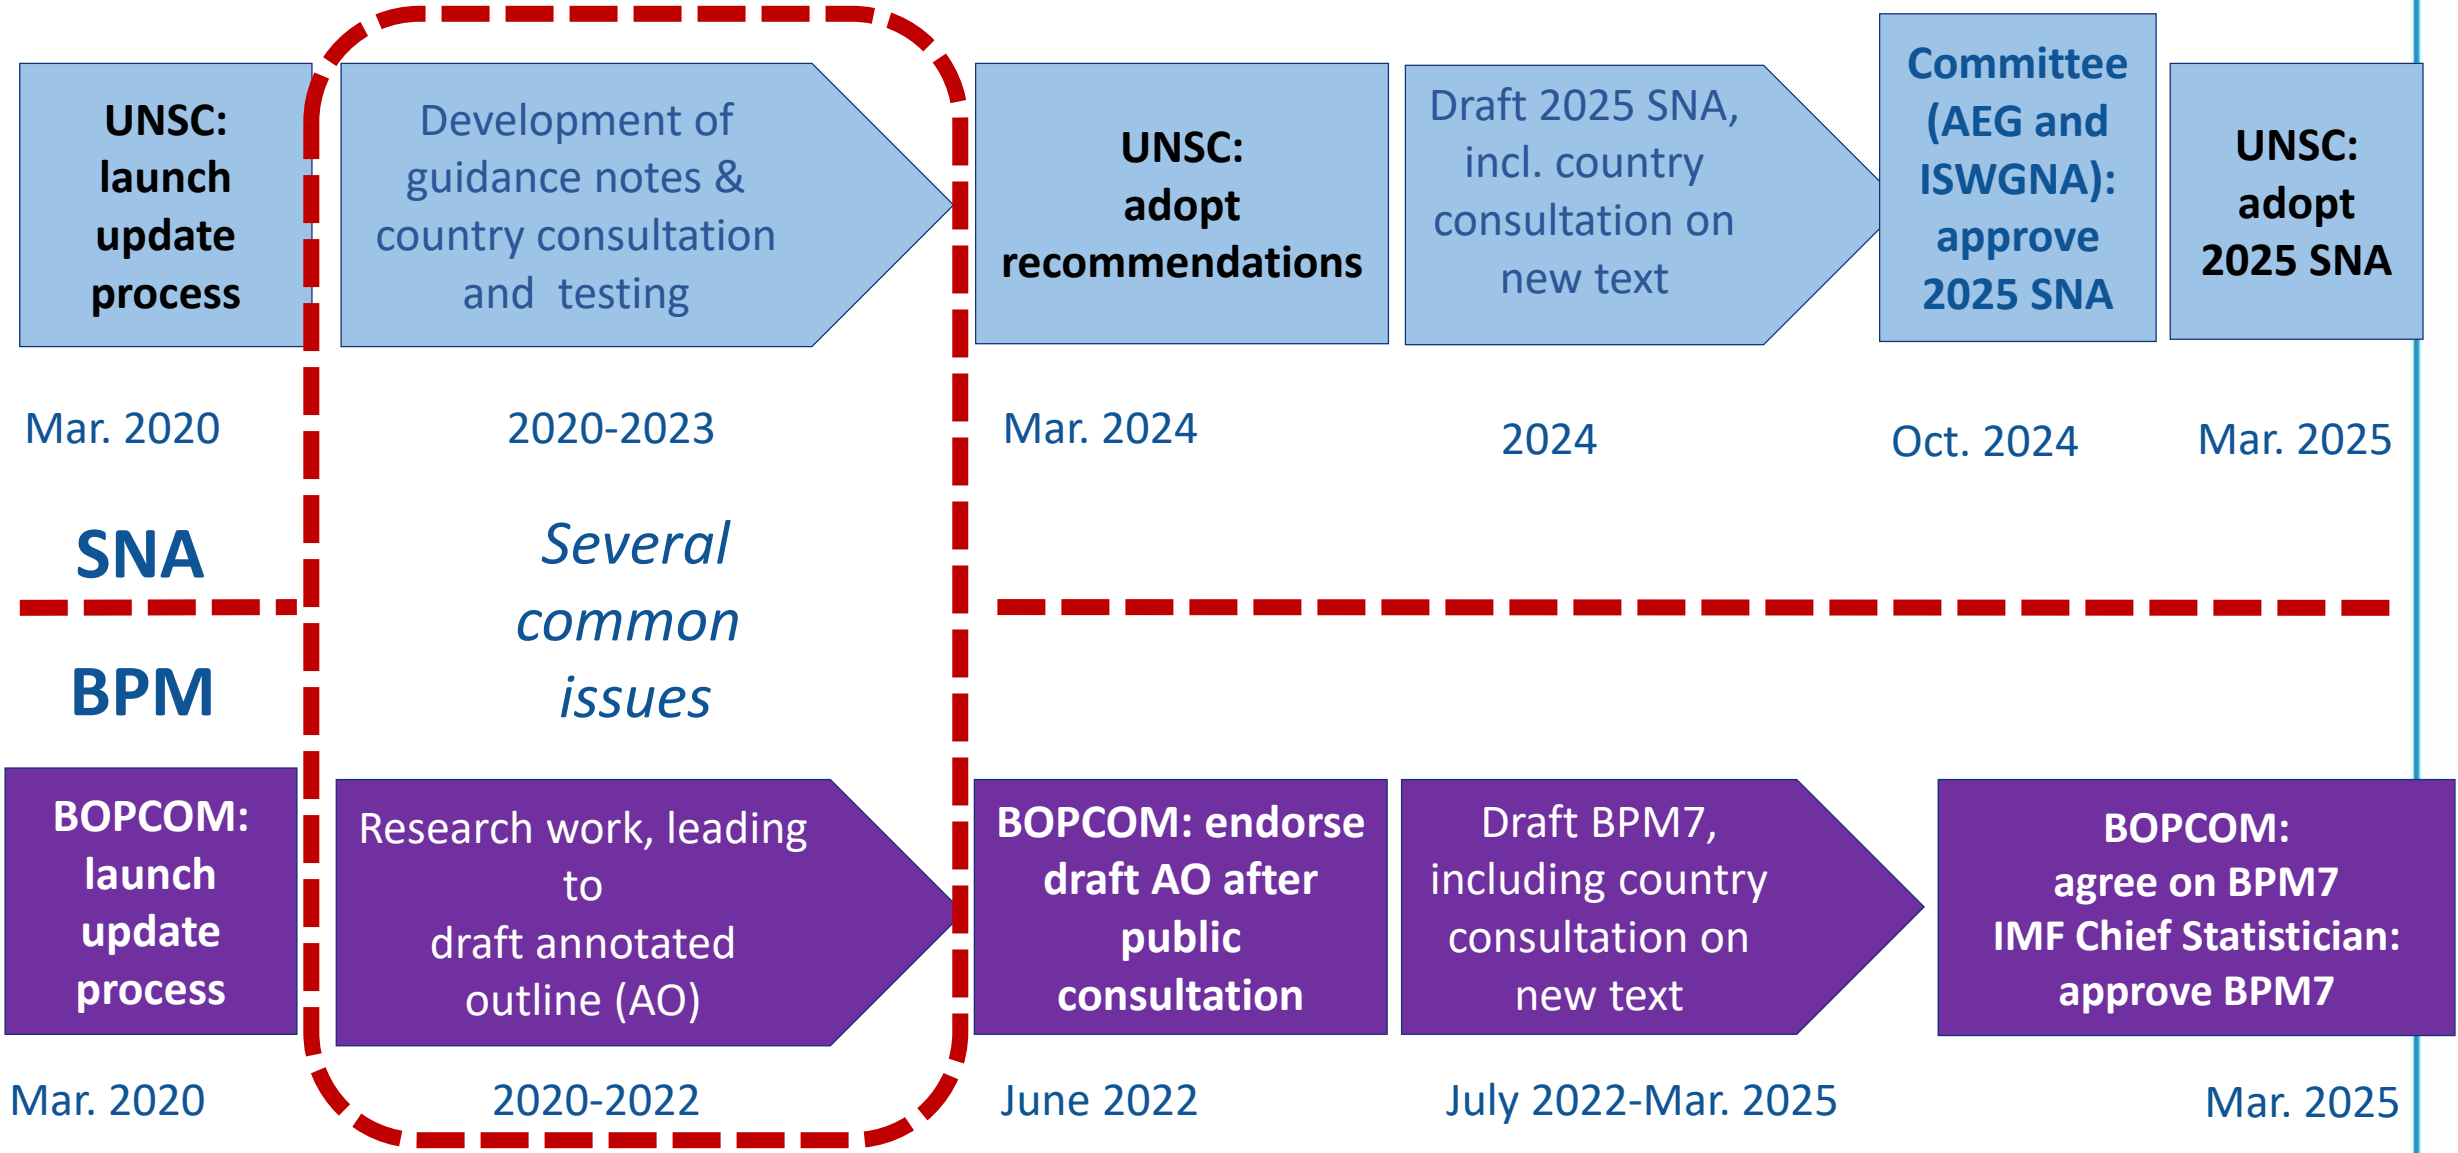 UNSC:
launch
update
process
Development of
guidance notes &
country consultation
and testing
UNSC:
adopt
recommendations
Draft 2025 SNA,
incl. country
consultation on
new text
Committee
(AEG and
ISWGNA):
approve
2025 SNA
UNSC:
adopt
2025 SNA
Mar. 2020
2020-2023
Mar. 2024
2024
Oct. 2024
Mar. 2025
SNA
Several
common
issues
BPM
BOPCOM:
launch
update
process
Research work, leading
to
draft annotated
outline (AO)
BOPCOM: endorse
draft AO after
public
consultation
Draft BPM7,
including country
consultation on
new text
BOPCOM:
agree on BPM7
IMF Chief Statistician:
approve BPM7
Mar. 2020
2020-2022
June 2022
July 2022-Mar. 2025
Mar. 2025